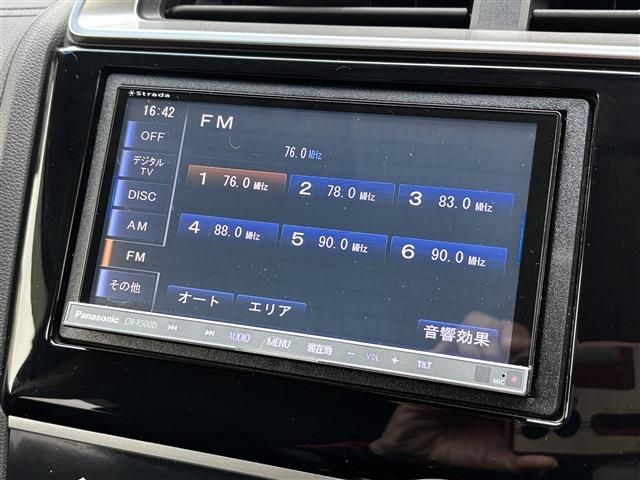 Strada
16:42
FM
OFF
76.0MHz
デジタル
TV
1 76.0 MHz
2 78.0 MHz
3 83.0 MHz
DISC
AM
4 88.0 MHz
5 90.0 MHz
6 90.0 MHz
FM
その他
オート
エリア
音響効果
Panasonic CN-R500D AUDIO MENU 現在地 − VOL + TILT
MIC